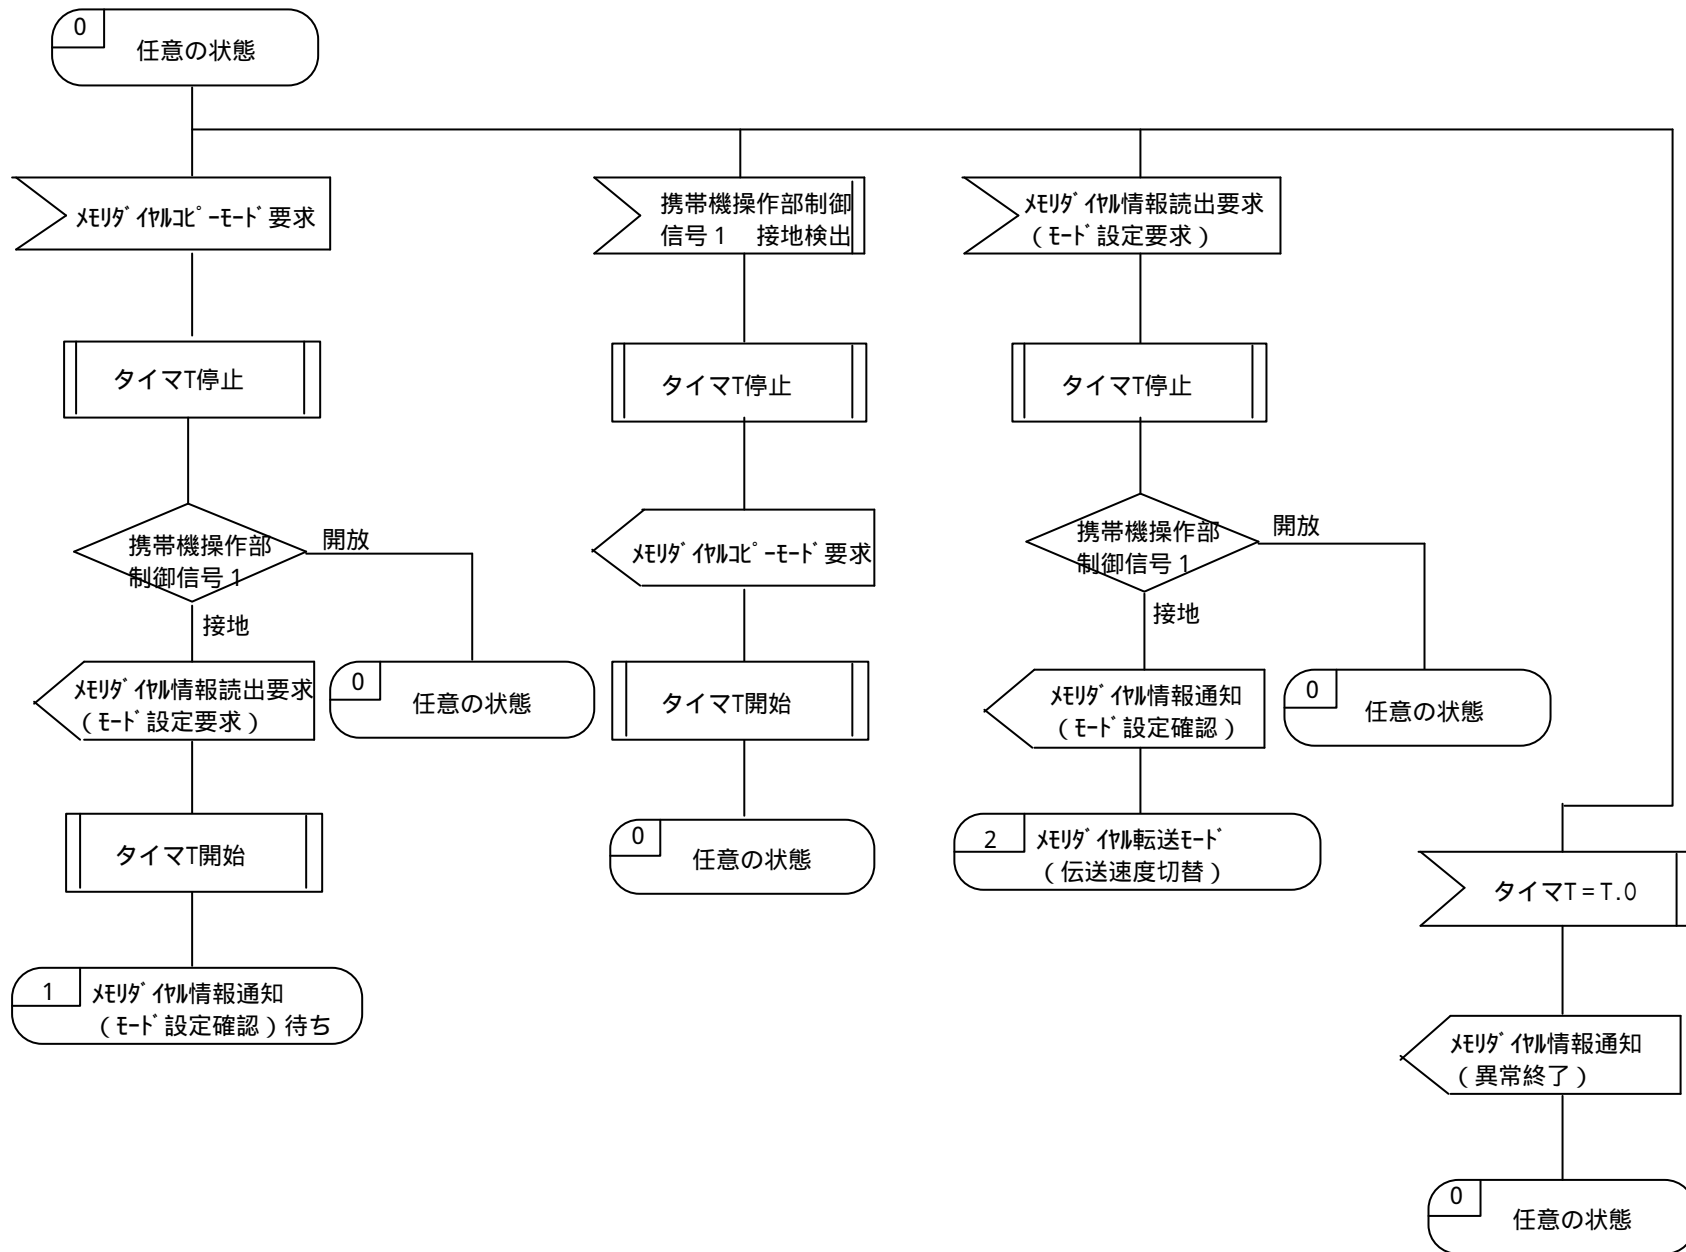 0
任意の状態
メモリダイヤルコピーモード要求
タイマT停止
携帯機操作部
制御信号1
開放
接地
メモリダイヤル情報読出要求
(モード設定要求)
0
任意の状態
タイマT開始
1
メモリダイヤル情報通知
(モード設定確認)待ち
携帯機操作部制御
信号1 接地検出
タイマT停止
メモリダイヤルコピーモード要求
タイマT開始
0
任意の状態
メモリダイヤル情報読出要求
(モード設定要求)
タイマT停止
携帯機操作部
制御信号1
開放
接地
メモリダイヤル情報通知
(モード設定確認)
0
任意の状態
2
メモリダイヤル転送モード
(伝送速度切替)
タイマT=T.O
メモリダイヤル情報通知
(異常終了)
0
任意の状態